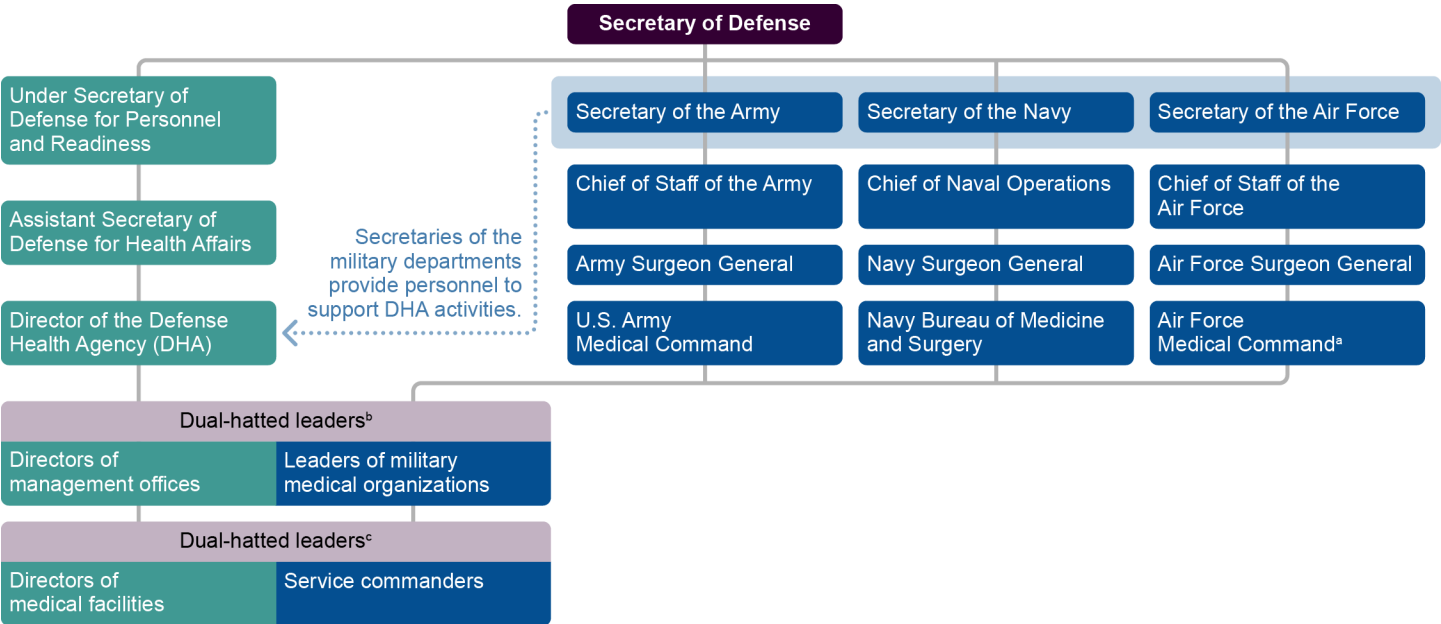 Secretary of Defense
Under Secretary of
Defense for Personnel
and Readiness
Secretary of the Army
Secretary of the Navy
Secretary of the Air Force
Chief of Staff of the Army
Chief of Naval Operations
Chief of Staff of the
Air Force
Assistant Secretary of
Defense for Health Affairs
Secretaries of the
military departments
provide personnel to
support DHA activities.
Army Surgeon General
Navy Surgeon General
Air Force Surgeon General
Director of the Defense
Health Agency (DHA)
U.S. Army
Medical Command
Navy Bureau of Medicine
and Surgery
Air Force
Medical Commandᵃ
Dual-hatted leadersᵇ
Directors of
management offices
Leaders of military
medical organizations
Dual-hatted leadersᶜ
Directors of
medical facilities
Service commanders